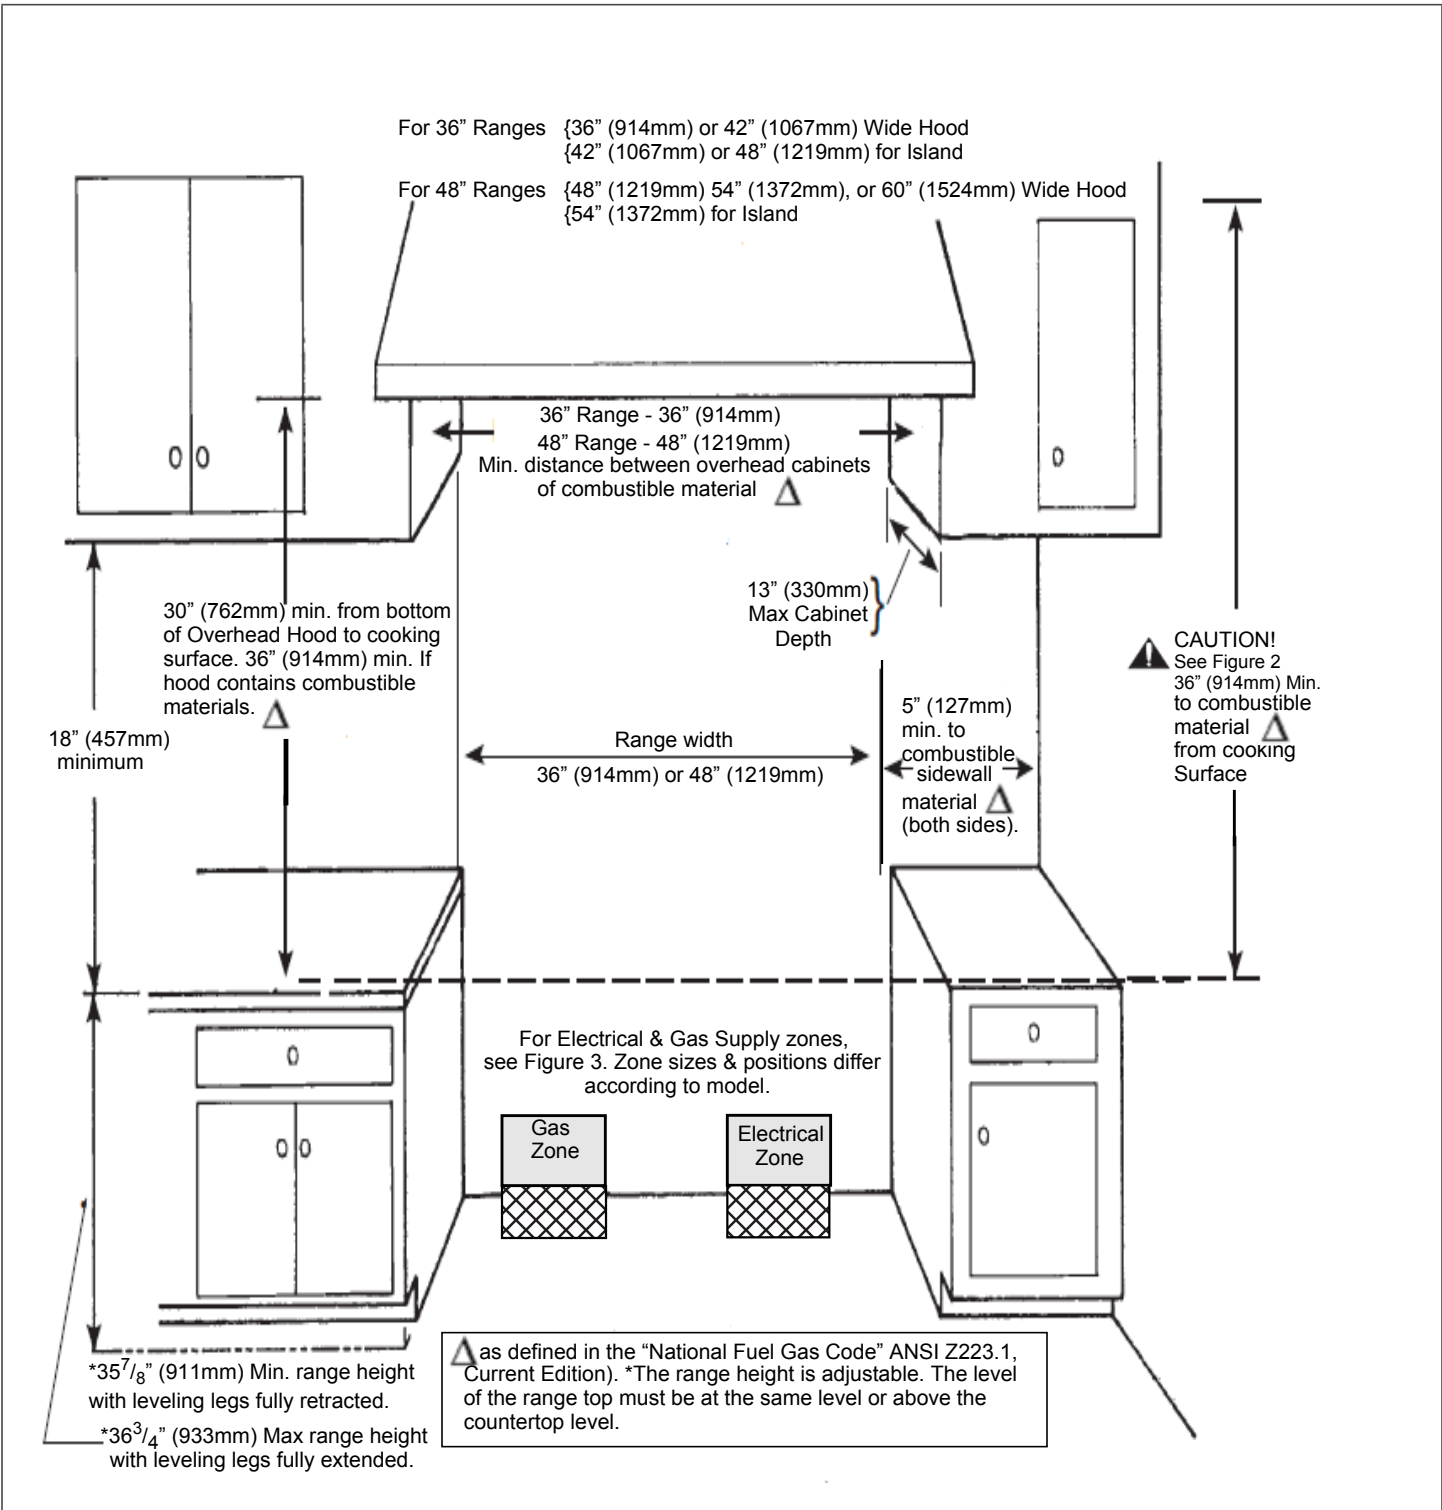 For 36” Ranges {36” (914mm) or 42” (1067mm) Wide Hood
{42” (1067mm) or 48” (1219mm) for Island
For 48” Ranges {48” (1219mm) 54” (1372mm), or 60” (1524mm) Wide Hood
{54” (1372mm) for Island
36” Range - 36” (914mm)
48” Range - 48” (1219mm)
Min. distance between overhead cabinets
of combustible material Δ
13” (330mm)
Max Cabinet
Depth
30” (762mm) min. from bottom
of Overhead Hood to cooking
surface. 36” (914mm) min. If
hood contains combustible
materials. Δ
18” (457mm)
minimum
Range width
36” (914mm) or 48” (1219mm)
5” (127mm)
min. to
combustible
sidewall
material Δ
(both sides).
CAUTION!
See Figure 2
36” (914mm) Min.
to combustible
material Δ
from cooking
Surface
For Electrical & Gas Supply zones,
see Figure 3. Zone sizes & positions differ
according to model.
Gas
Zone
Electrical
Zone
*35⁷/₈” (911mm) Min. range height
with leveling legs fully retracted.
*36³/₄” (933mm) Max range height
with leveling legs fully extended.
Δ as defined in the “National Fuel Gas Code” ANSI Z223.1,
Current Edition). *The range height is adjustable. The level
of the range top must be at the same level or above the
countertop level.